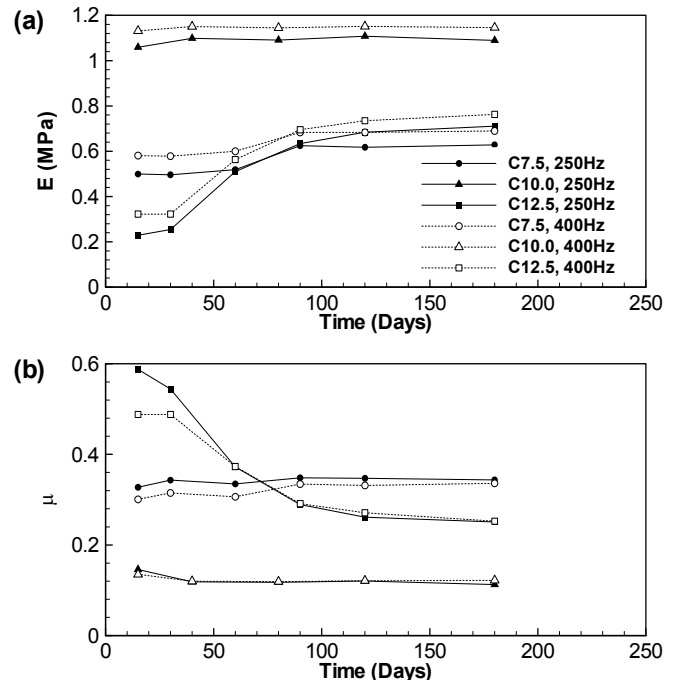 (a)
1.2
1
0.8
0.6
0.4
0.2
0
E (MPa)
C7.5, 250Hz
C10.0, 250Hz
C12.5, 250Hz
C7.5, 400Hz
C10.0, 400Hz
C12.5, 400Hz
0 50 100 150 200 250
Time (Days)
(b)
0.6
0.4
0.2
0
μ
0 50 100 150 200 250
Time (Days)